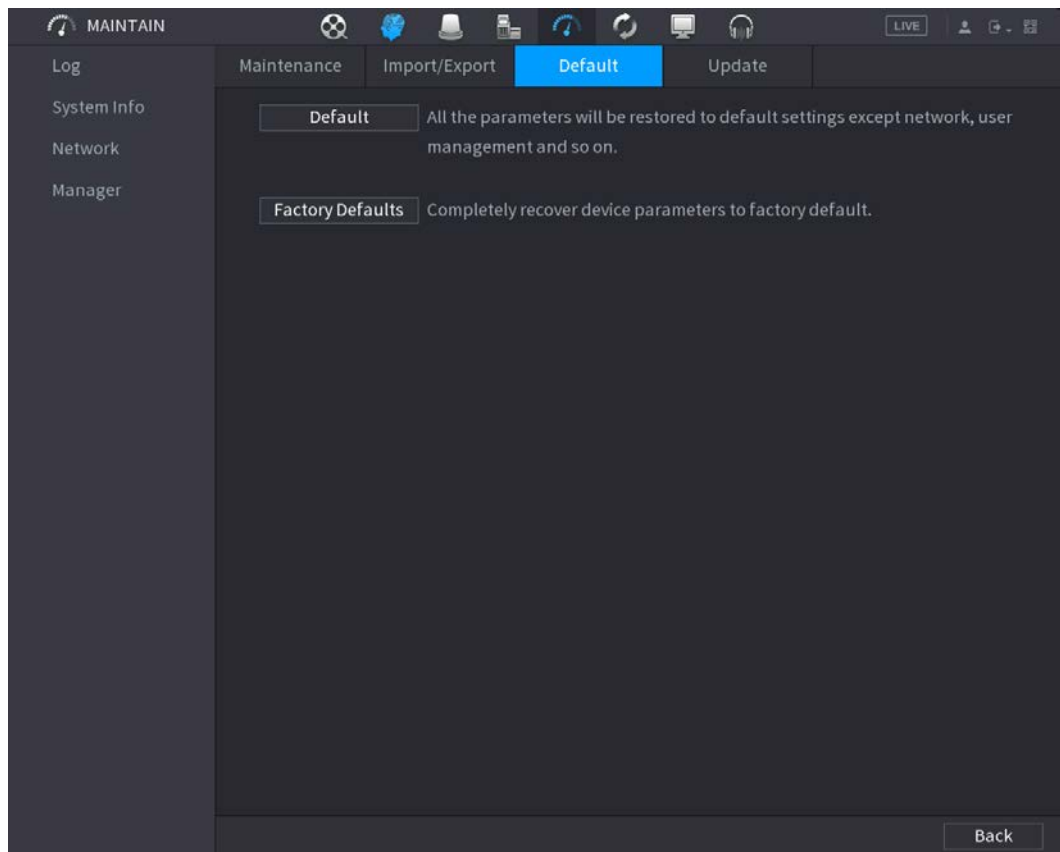 MAINTAIN
LIVE
Log
System Info
Network
Manager
Maintenance Import/Export Default Update
Default All the parameters will be restored to default settings except network, user
management and so on.
Factory Defaults Completely recover device parameters to factory default.
Back